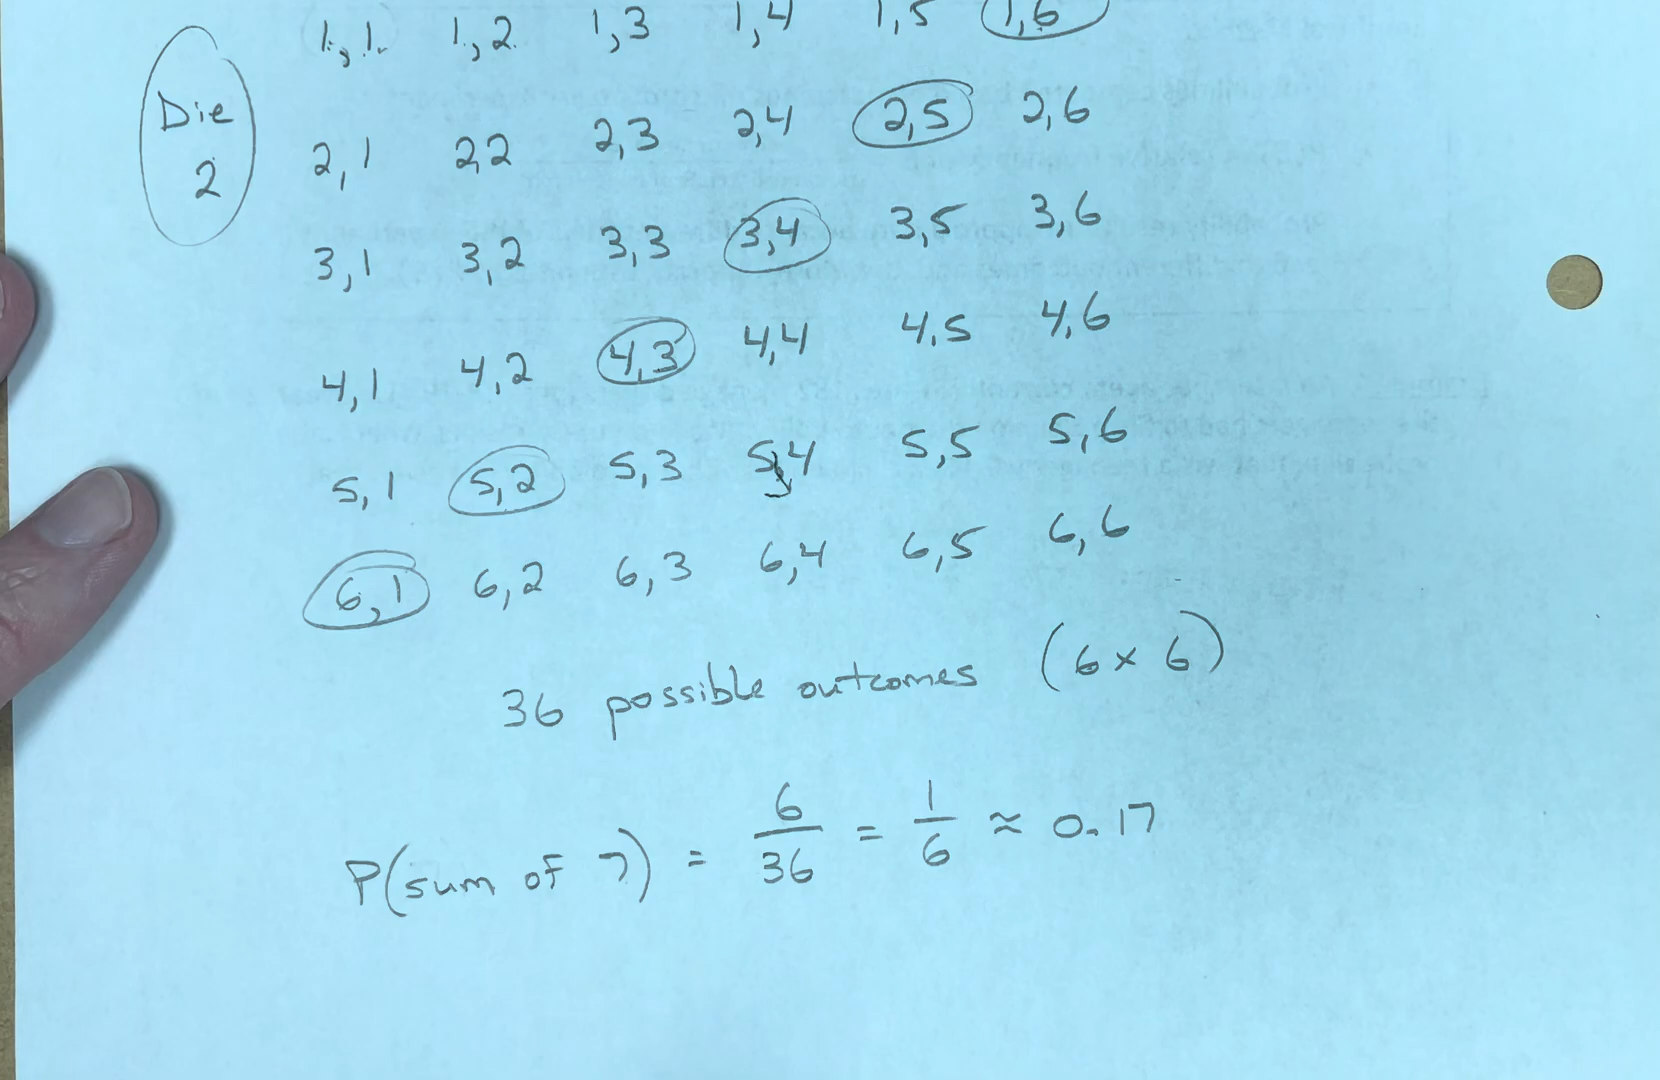 1,1 1,2 1,3 1,4 1,5 1,6
Die
2
2,1 22 2,3 2,4 2,5 2,6
3,1 3,2 3,3 3,4 3,5 3,6
4,1 4,2 4,3 4,4 4,5 4,6
5,1 5,2 5,3 5,4 5,5 5,6
6,1 6,2 6,3 6,4 6,5 6,6
36 possible outcomes (6 × 6)
P(sum of 7) = 6/36 = 1/6 ≈ 0.17